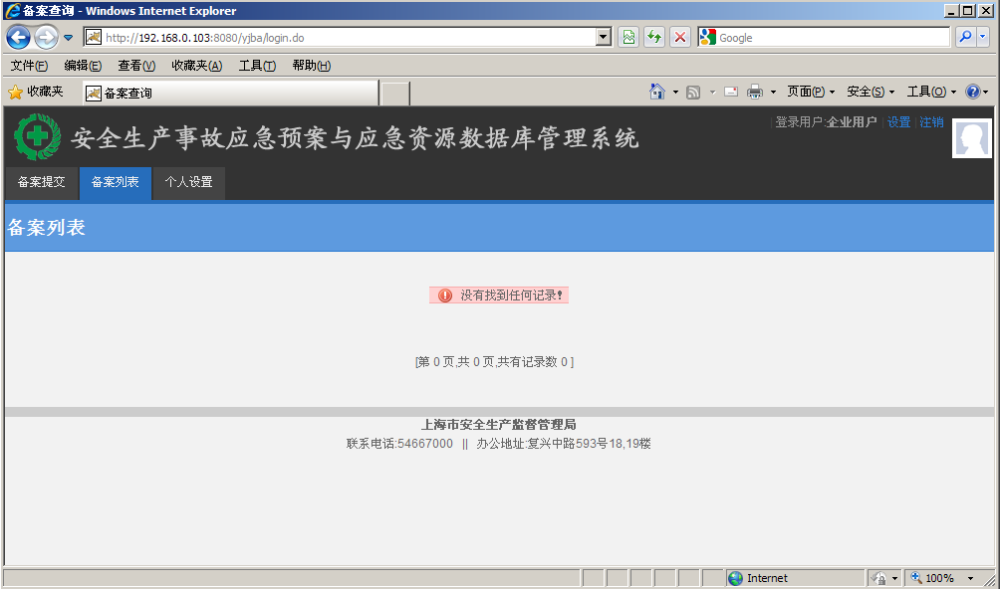 备案查询 - Windows Internet Explorer
http://192.168.0.103:8080/yjba/login.do
Google
文件(F) 编辑(E) 查看(V) 收藏夹(A) 工具(T) 帮助(H)
收藏夹 备案查询 页面(P) 安全(S) 工具(O)
登录用户:企业用户 | 设置 | 注销
安全生产事故应急预案与应急资源数据库管理系统
备案提交 备案列表 个人设置
备案列表
没有找到任何记录!
[第 0 页,共 0 页,共有记录数 0 ]
上海市安全生产监督管理局
联系电话:54667000 || 办公地址:复兴中路593号18,19楼
Internet 100%